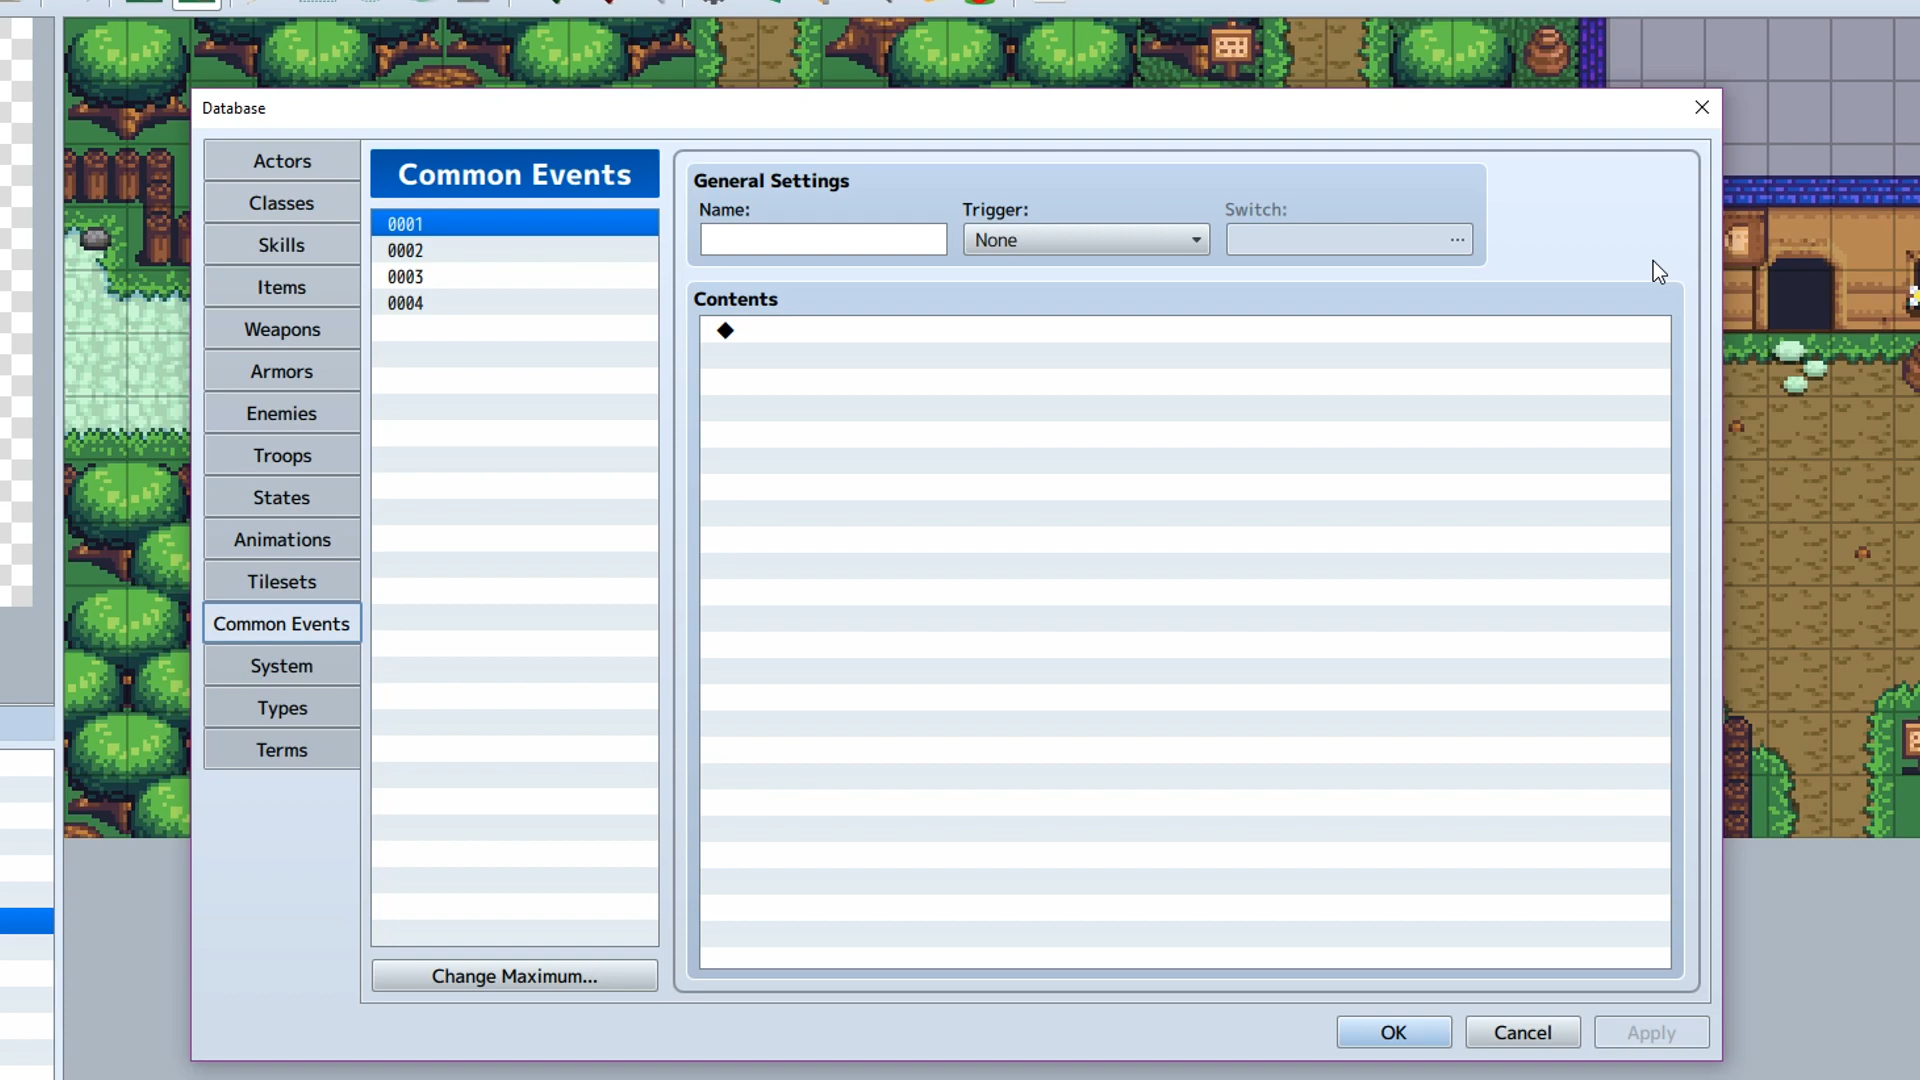 Database
Actors
Classes
Skills
Items
Weapons
Armors
Enemies
Troops
States
Animations
Tilesets
Common Events
System
Types
Terms
Common Events
0001
0002
0003
0004
Change Maximum...
General Settings
Name:
Trigger:
Switch:
None
...
Contents
OK
Cancel
Apply